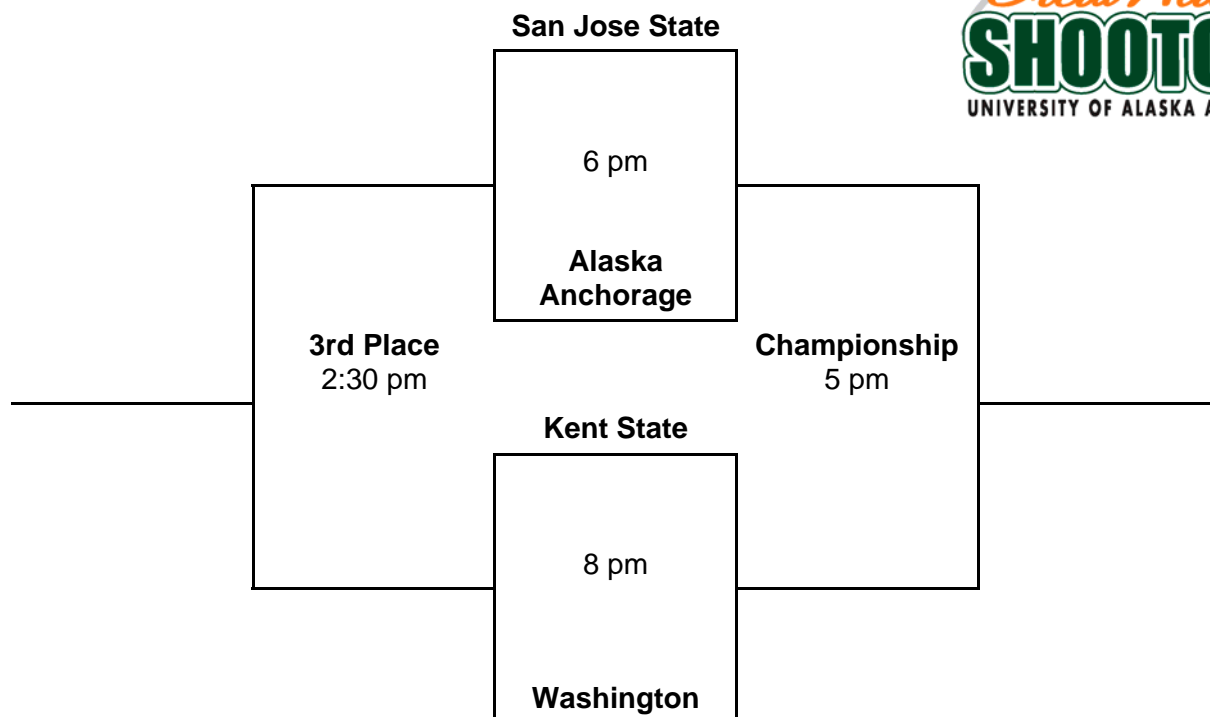 San Jose State
SHOOT
UNIVERSITY OF ALASKA
6 pm
Alaska
Anchorage
3rd Place
2:30 pm
Championship
5 pm
Kent State
8 pm
Washington